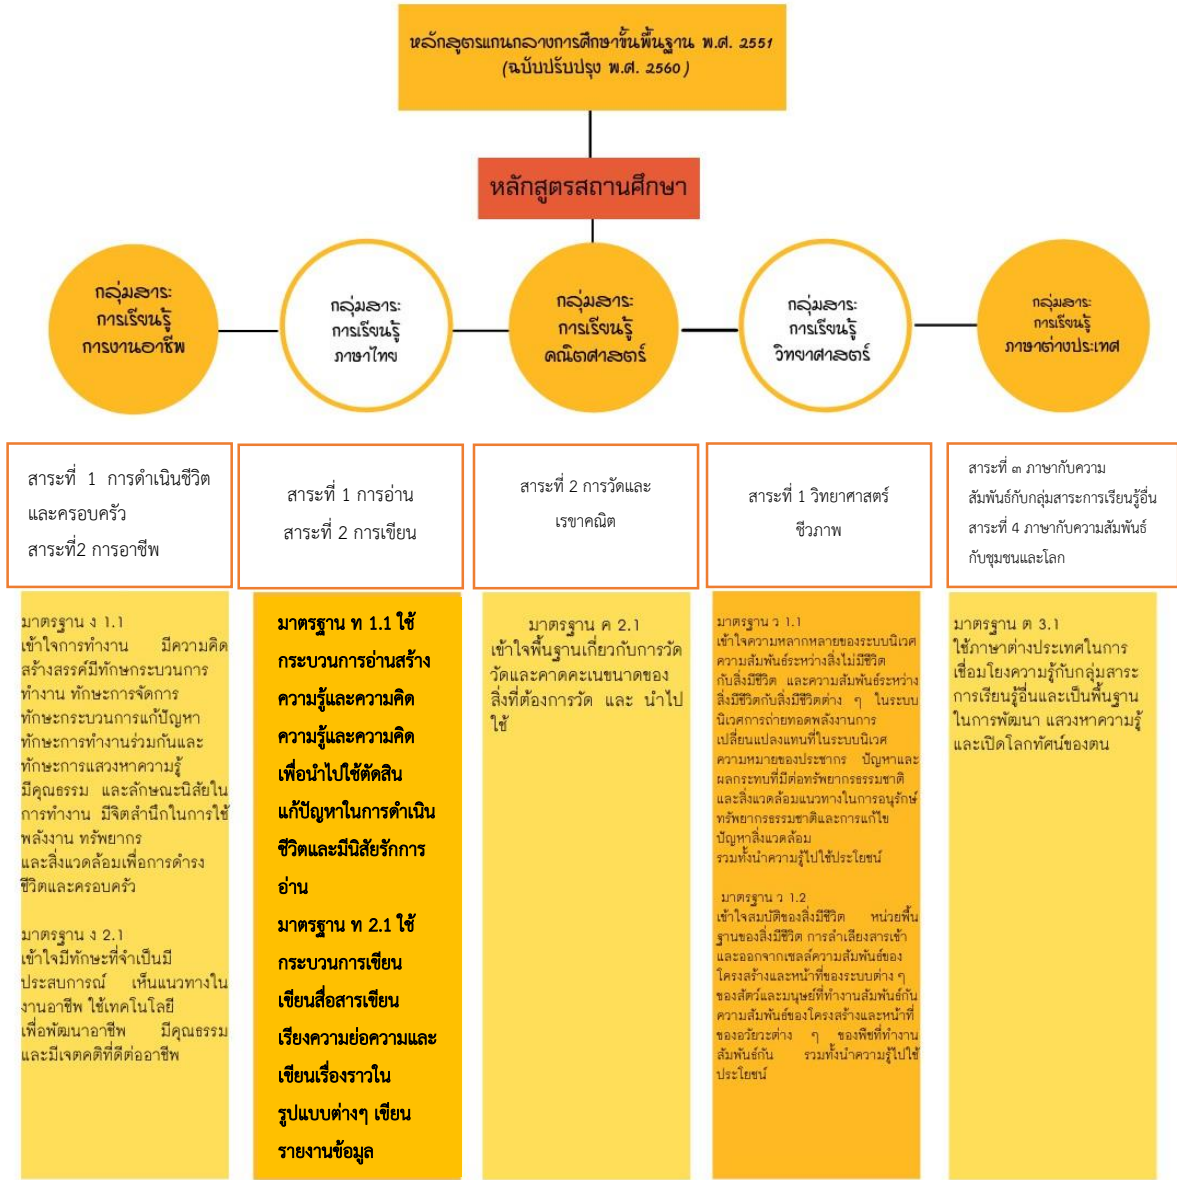 หลักสูตรแกนกลางการศึกษาขั้นพื้นฐาน พ.ศ. 2551
(ฉบับปรับปรุง พ.ศ. 2560)
หลักสูตรสถานศึกษา
กลุ่มสาระ
การเรียนรู้
การงานอาชีพ
กลุ่มสาระ
การเรียนรู้
ภาษาไทย
กลุ่มสาระ
การเรียนรู้
คณิตศาสตร์
กลุ่มสาระ
การเรียนรู้
วิทยาศาสตร์
กลุ่มสาระ
การเรียนรู้
ภาษาต่างประเทศ
สาระที่ 1 การดำเนินชีวิต
และครอบครัว
สาระที่2 การอาชีพ
สาระที่ 1 การอ่าน
สาระที่ 2 การเขียน
สาระที่ 2 การวัดและ
เรขาคณิต
สาระที่ 1 วิทยาศาสตร์
ชีวภาพ
สาระที่ ๓ ภาษากับความ
สัมพันธ์กับกลุ่มสาระการเรียนรู้อื่น
สาระที่ 4 ภาษากับความสัมพันธ์
กับชุมชนและโลก
มาตรฐาน ง 1.1
เข้าใจการทำงาน มีความคิด
สร้างสรรค์มีทักษะกระบวนการ
ทำงาน ทักษะการจัดการ
ทักษะกระบวนการแก้ปัญหา
ทักษะการทำงานร่วมกันและ
ทักษะการแสวงหาความรู้
มีคุณธรรม และลักษณะนิสัยใน
การทำงาน มีจิตสำนึกในการใช้
พลังงาน ทรัพยากร
และสิ่งแวดล้อมเพื่อการดำรง
ชีวิตและครอบครัว
มาตรฐาน ง 2.1
เข้าใจมีทักษะที่จำเป็นมี
ประสบการณ์ เห็นแนวทางใน
งานอาชีพ ใช้เทคโนโลยี
เพื่อพัฒนาอาชีพ มีคุณธรรม
และมีเจตคติที่ดีต่ออาชีพ
มาตรฐาน ท 1.1 ใช้
กระบวนการอ่านสร้าง
ความรู้และความคิด
ความรู้และความคิด
เพื่อนำไปใช้ตัดสิน
แก้ปัญหาในการดำเนิน
ชีวิตและมีนิสัยรักการ
อ่าน
มาตรฐาน ท 2.1 ใช้
กระบวนการเขียน
เขียนสื่อสารเขียน
เรียงความย่อความและ
เขียนเรื่องราวใน
รูปแบบต่างๆ เขียน
รายงานข้อมูล
มาตรฐาน ค 2.1
เข้าใจพื้นฐานเกี่ยวกับการวัด
วัดและคาดคะเนขนาดของ
สิ่งที่ต้องการวัด และ นำไป
ใช้
มาตรฐาน ว 1.1
เข้าใจความหลากหลายของระบบนิเวศ
ความสัมพันธ์ระหว่างสิ่งไม่มีชีวิต
กับสิ่งมีชีวิต และความสัมพันธ์ระหว่าง
สิ่งมีชีวิตกับสิ่งมีชีวิตต่าง ๆ ในระบบ
นิเวศการถ่ายทอดพลังงานการ
เปลี่ยนแปลงแทนที่ในระบบนิเวศ
ความหมายของประชากร ปัญหาและ
ผลกระทบที่มีต่อทรัพยากรธรรมชาติ
และสิ่งแวดล้อมแนวทางในการอนุรักษ์
ทรัพยากรธรรมชาติและการแก้ไข
ปัญหาสิ่งแวดล้อม
รวมทั้งนำความรู้ไปใช้ประโยชน์
มาตรฐาน ว 1.2
เข้าใจสมบัติของสิ่งมีชีวิต หน่วยพื้น
ฐานของสิ่งมีชีวิต การลำเลียงสารเข้า
และออกจากเซลล์ความสัมพันธ์ของ
โครงสร้างและหน้าที่ของระบบต่าง ๆ
ของสัตว์และมนุษย์ที่ทำงานสัมพันธ์กัน
ความสัมพันธ์ของโครงสร้างและหน้าที่
ของอวัยวะต่าง ๆ ของพืชที่ทำงาน
สัมพันธ์กัน รวมทั้งนำความรู้ไปใช้
ประโยชน์
มาตรฐาน ต 3.1
ใช้ภาษาต่างประเทศในการ
เชื่อมโยงความรู้กับกลุ่มสาระ
การเรียนรู้อื่นและเป็นพื้นฐาน
ในการพัฒนา แสวงหาความรู้
และเปิดโลกทัศน์ของตน